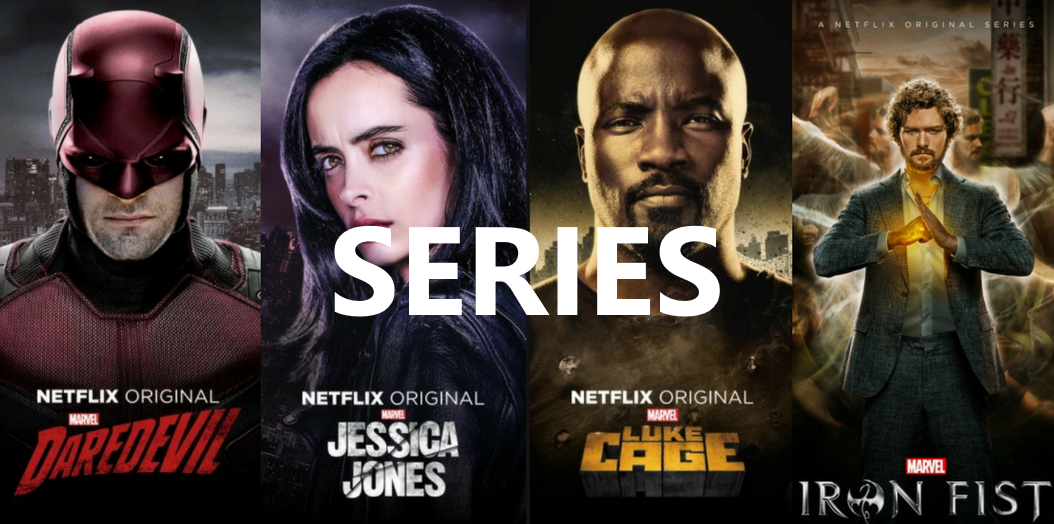 A NETFLIX ORIGINAL SERIES
藥
行
SERIES
NETFLIX ORIGINAL
MARVEL
DAREDEVIL
NETFLIX ORIGINAL
MARVEL
JESSICA
JONES
NETFLIX ORIGINAL
MARVEL
LUKE
CAGE
MARVEL
IRON FIST